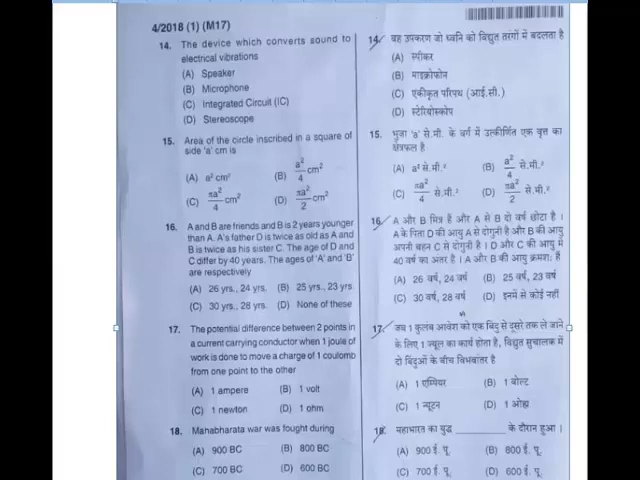 4/2018 (1) (M17)
14. The device which converts sound to
electrical vibrations
(A) Speaker
(B) Microphone
(C) Integrated Circuit (IC)
(D) Stereoscope
15. Area of the circle inscribed in a square of
side 'a' cm is
(A) a² cm² (B) a²/4 cm²
(C) πa²/4 cm² (D) πa²/2 cm²
16. A and B are friends and B is 2 years younger
than A. A's father D is twice as old as A and
B is twice as his sister C. The age of D and
C differ by 40 years. The ages of 'A' and 'B'
are respectively
(A) 26 yrs., 24 yrs. (B) 25 yrs., 23 yrs.
(C) 30 yrs., 28 yrs. (D) None of these
17. The potential difference between 2 points in
a current carrying conductor when 1 joule of
work is done to move a charge of 1 coulomb
from one point to the other
(A) 1 ampere (B) 1 volt
(C) 1 newton (D) 1 ohm
18. Mahabharata war was fought during
(A) 900 BC (B) 800 BC
(C) 700 BC (D) 600 BC
14. वह उपकरण जो ध्वनि को विद्युत तरंगों में बदलता है
(A) स्पीकर
(B) माइक्रोफोन
(C) एकीकृत परिपथ (आई.सी.)
(D) स्टेरियोस्कोप
15. भुजा 'a' से.मी. के वर्ग में उत्कीर्णित एक वृत्त का
क्षेत्रफल है
(A) a² से.मी.² (B) a²/4 से.मी.²
(C) πa²/4 से.मी.² (D) πa²/2 से.मी.²
16. A और B मित्र हैं और A से B दो वर्ष छोटा है ।
A के पिता D की आयु A से दोगुनी है और B की आयु
अपनी बहन C से दोगुनी है । D और C की आयु में
40 वर्ष का अंतर है । A और B की आयु क्रमशः हैं
(A) 26 वर्ष, 24 वर्ष (B) 25 वर्ष, 23 वर्ष
(C) 30 वर्ष, 28 वर्ष (D) इनमें से कोई नहीं
17. जब 1 कुलंब आवेश को एक बिंदु से दूसरे तक ले जाने
के लिए 1 ज्यूल का कार्य होता है, विद्युत सुचालक में
दो बिंदुओं के बीच विभवांतर है
(A) 1 एम्पियर (B) 1 वोल्ट
(C) 1 न्यूटन (D) 1 ओह्म
18. महाभारत का युद्ध ________ के दौरान हुआ ।
(A) 900 ई. पू. (B) 800 ई. पू.
(C) 700 ई. पू. (D) 600 ई. पू.